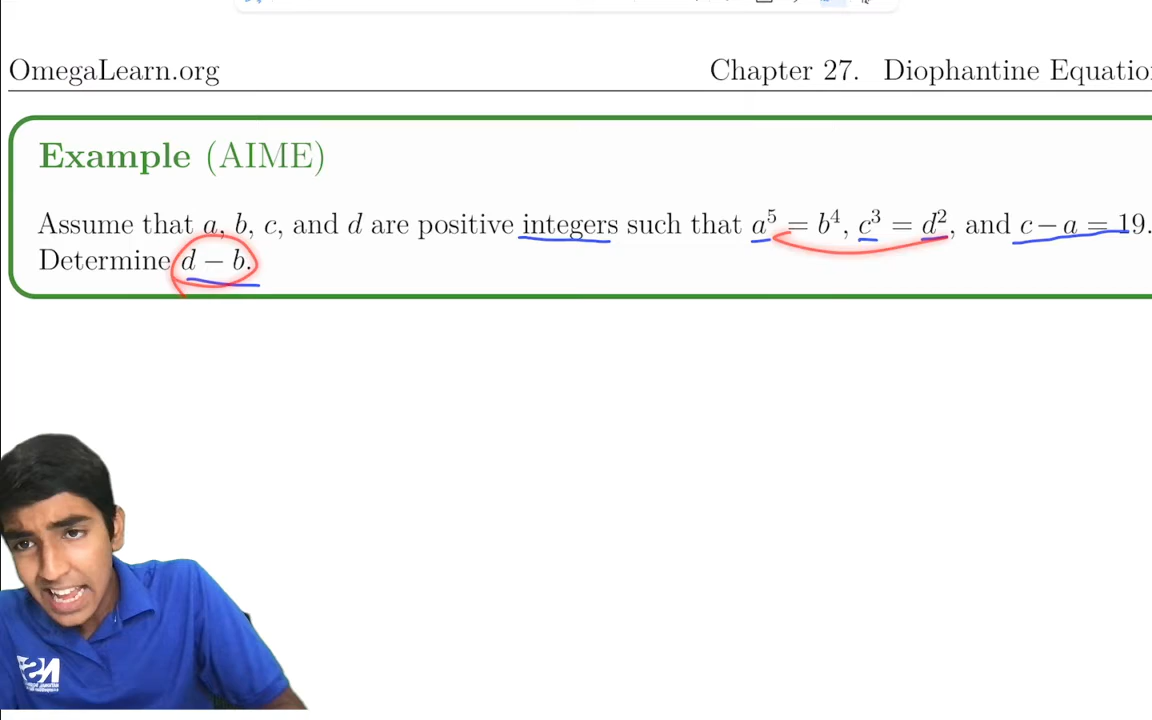 OmegaLearn.org
Chapter 27. Diophantine Equatio
Example (AIME)
Assume that a, b, c, and d are positive integers such that a⁵ = b⁴, c³ = d², and c − a = 19.
Determine d − b.